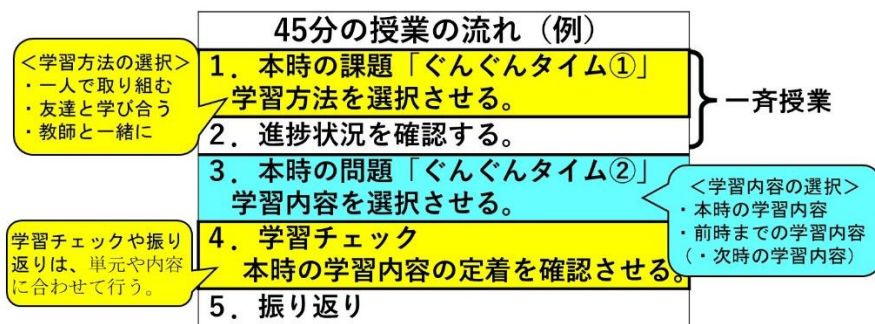 45分の授業の流れ（例）
＜学習方法の選択＞
・一人で取り組む
・友達と学び合う
・教師と一緒に
1．本時の課題「ぐんぐんタイム①」
学習方法を選択させる。
2．進捗状況を確認する。
一斉授業
3．本時の問題「ぐんぐんタイム②」
学習内容を選択させる。
＜学習内容の選択＞
・本時の学習内容
・前時までの学習内容
（・次時の学習内容）
学習チェックや振り
返りは、単元や内容
に合わせて行う。
4．学習チェック
本時の学習内容の定着を確認させる。
5．振り返り